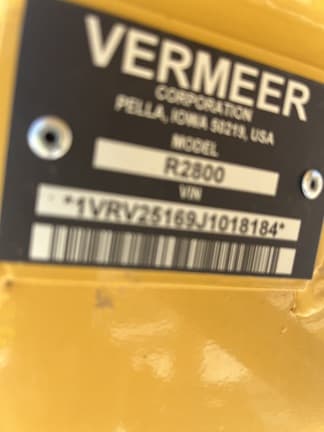 VERMEER
CORPORATION
PELLA, IOWA 50219, USA
MODEL
R2800
VIN
*1VRV25169J1018184*